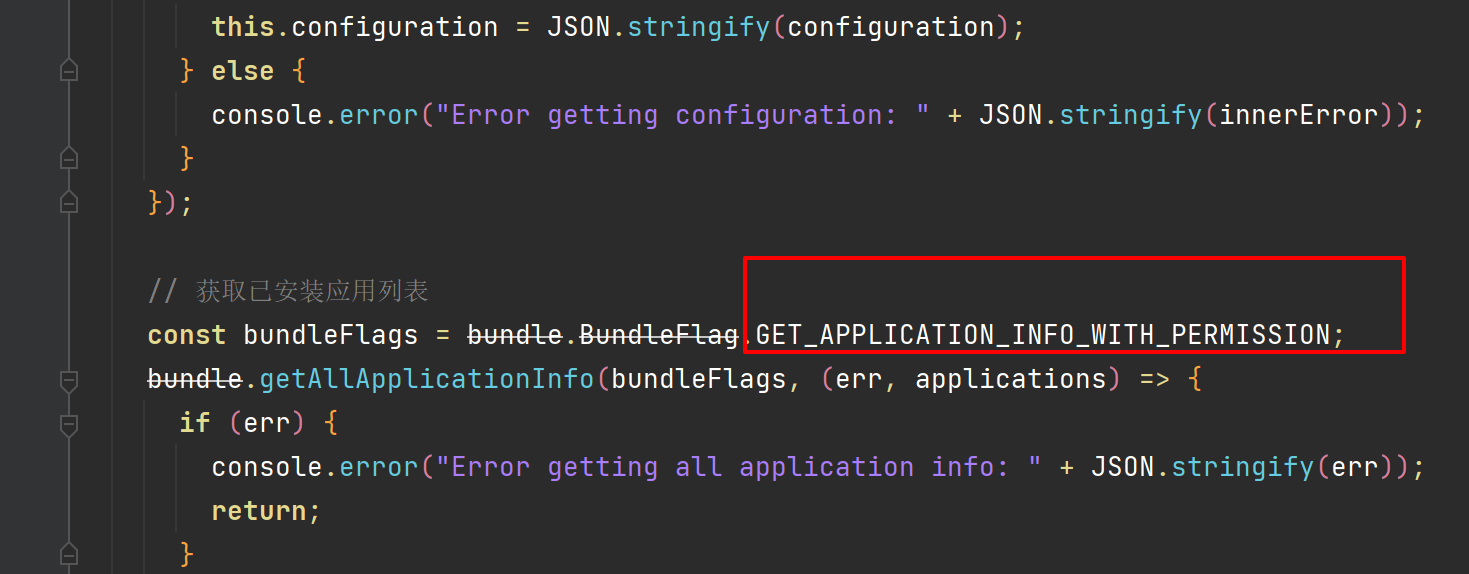 this.configuration = JSON.stringify(configuration);
} else {
console.error("Error getting configuration: " + JSON.stringify(innerError));
}
});
// 获取已安装应用列表
const bundleFlags = bundle.BundleFlag.GET_APPLICATION_INFO_WITH_PERMISSION;
bundle.getAllApplicationInfo(bundleFlags, (err, applications) => {
if (err) {
console.error("Error getting all application info: " + JSON.stringify(err));
return;
}